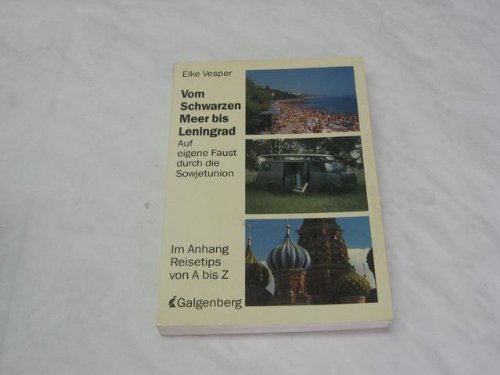 Elke Vesper
Vom
Schwarzen
Meer bis
Leningrad
Auf
eigene Faust
durch die
Sowjetunion
Im Anhang
Reisetips
von A bis Z
Galgenberg